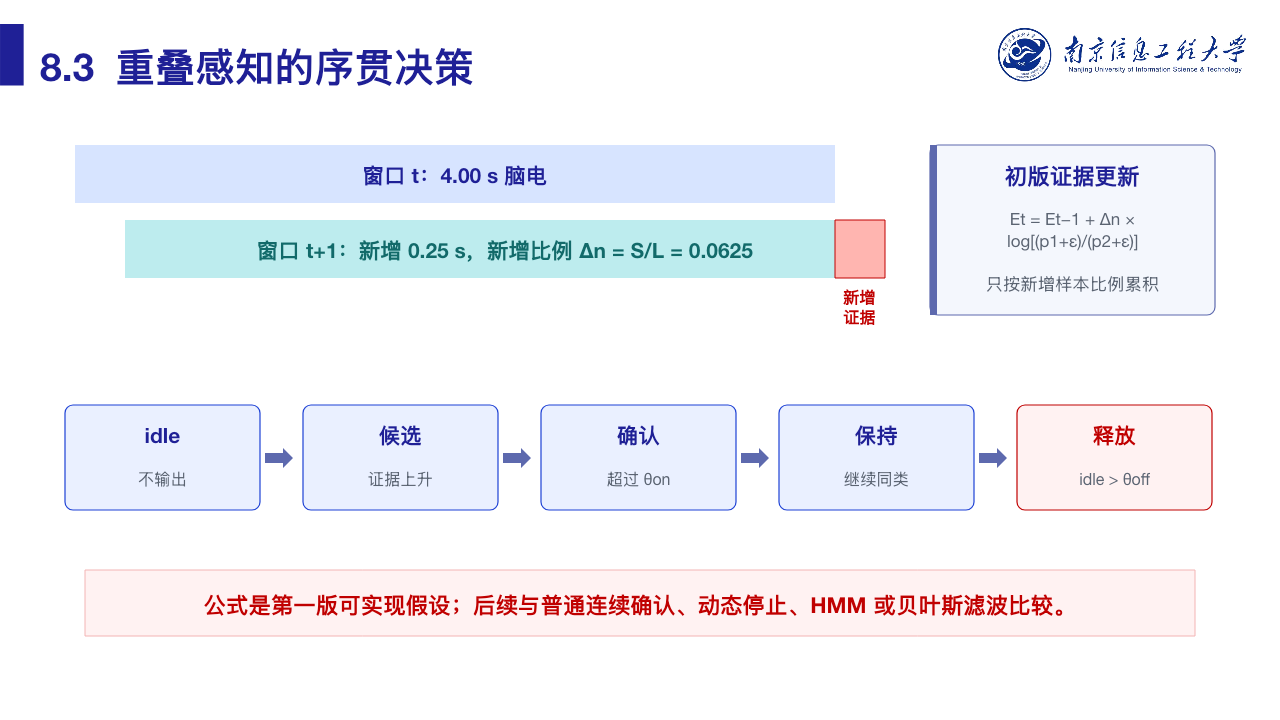 8.3 重叠感知的序贯决策
南京信息工程大学
Nanjing University of Information Science & Technology
窗口 t：4.00 s 脑电
窗口 t+1：新增 0.25 s，新增比例 Δn = S/L = 0.0625
新增
证据
初版证据更新
Et = Et−1 + Δn ×
log[(p1+ε)/(p2+ε)]
只按新增样本比例累积
idle
不输出
候选
证据上升
确认
超过 θon
保持
继续同类
释放
idle > θoff
公式是第一版可实现假设；后续与普通连续确认、动态停止、HMM 或贝叶斯滤波比较。